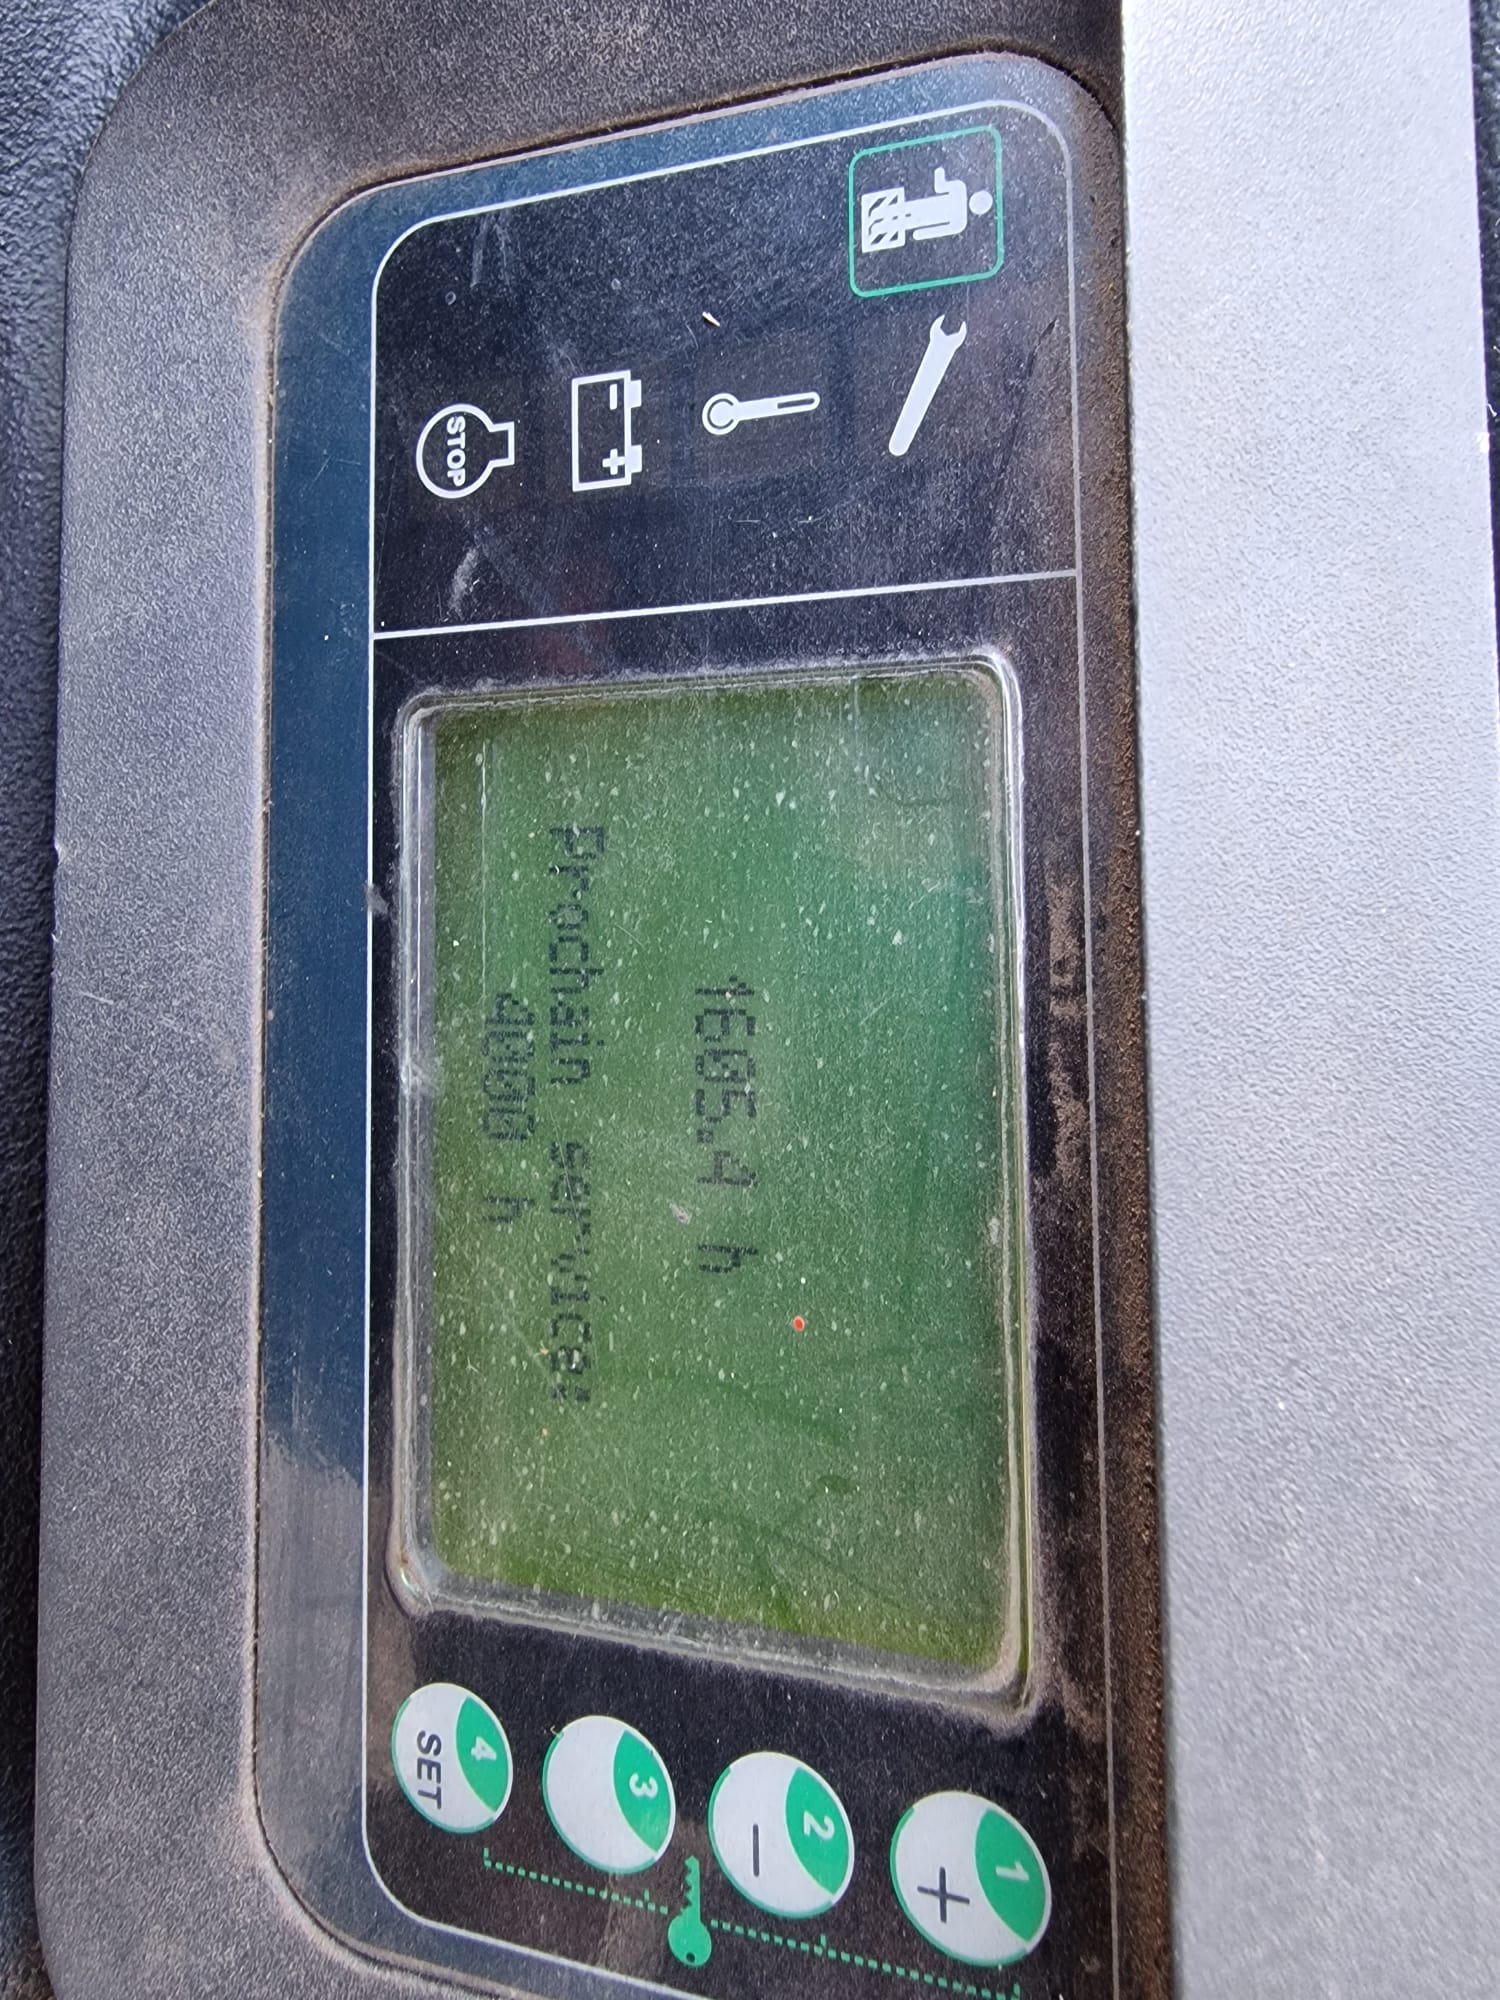 1605.4 h
Prochain service:
4000 h
- +
STOP
1
+
2
−
3
4
SET